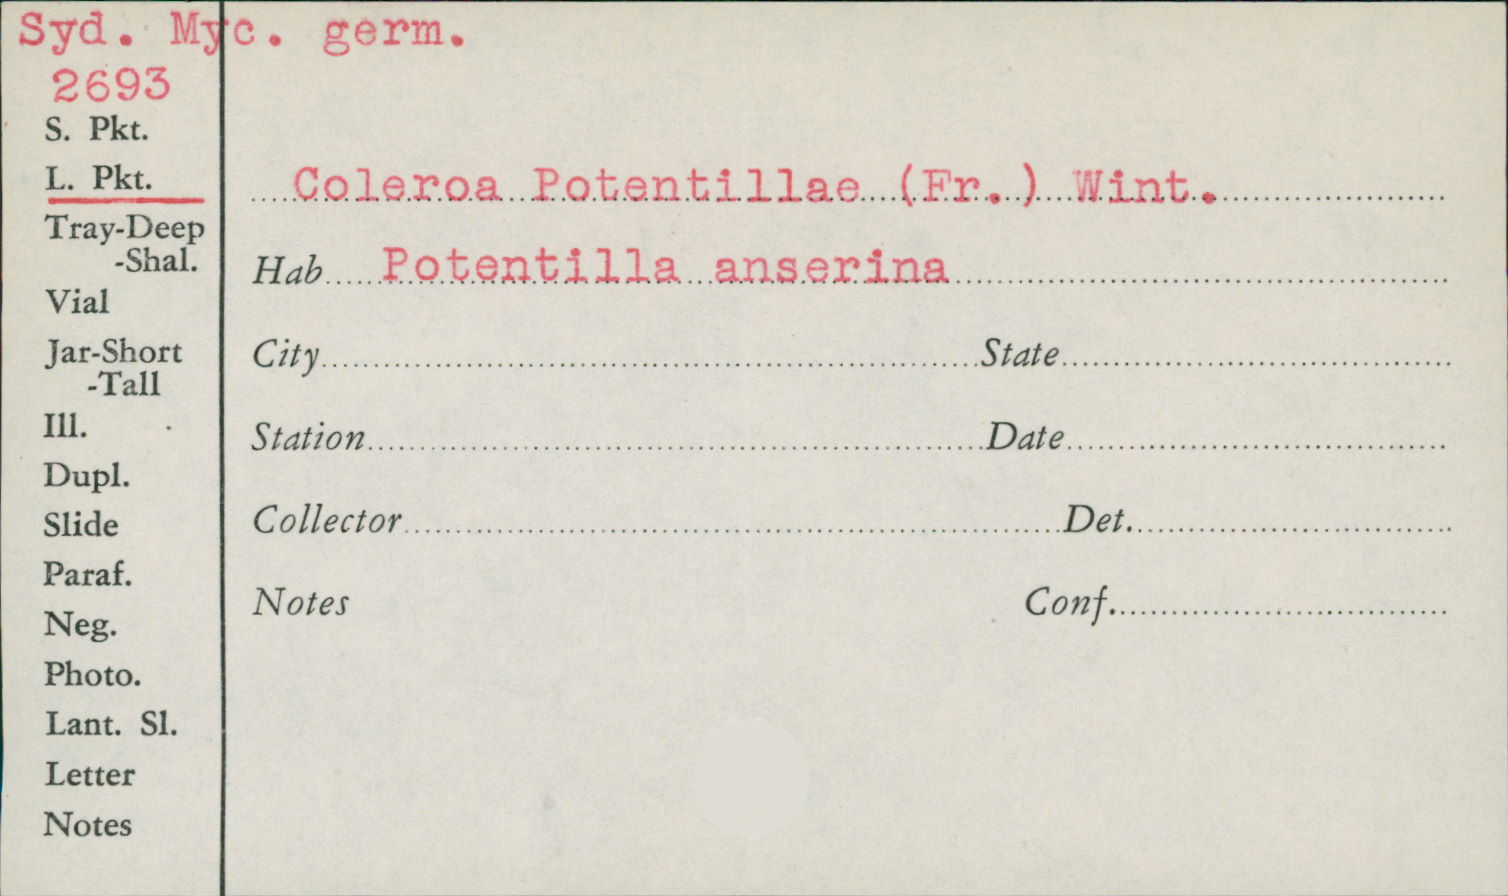 Syd. Myc. germ.
2693
S. Pkt.
L. Pkt.
Tray-Deep
-Shal.
Vial
Jar-Short
-Tall
Ill.
Dupl.
Slide
Paraf.
Neg.
Photo.
Lant. Sl.
Letter
Notes
Coleroa Potentillae (Fr.) Wint.
Hab Potentilla anserina
City State
Station Date
Collector Det.
Notes Conf.